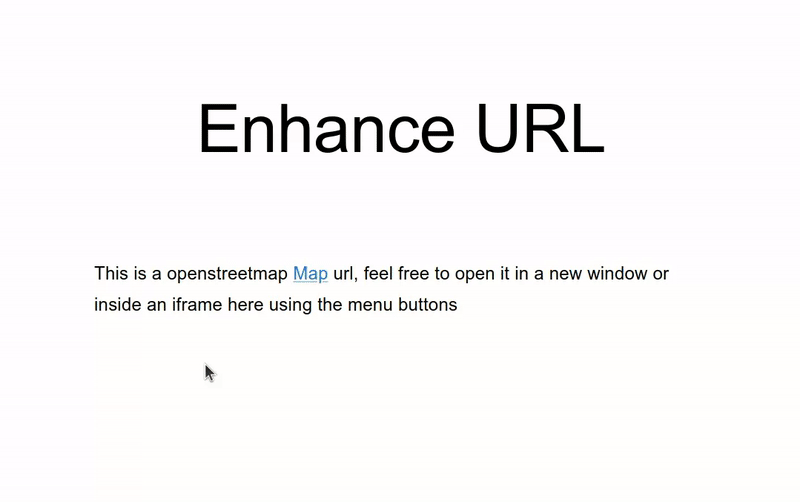 Enhance URL
This is a openstreetmap Map url, feel free to open it in a new window or
inside an iframe here using the menu buttons